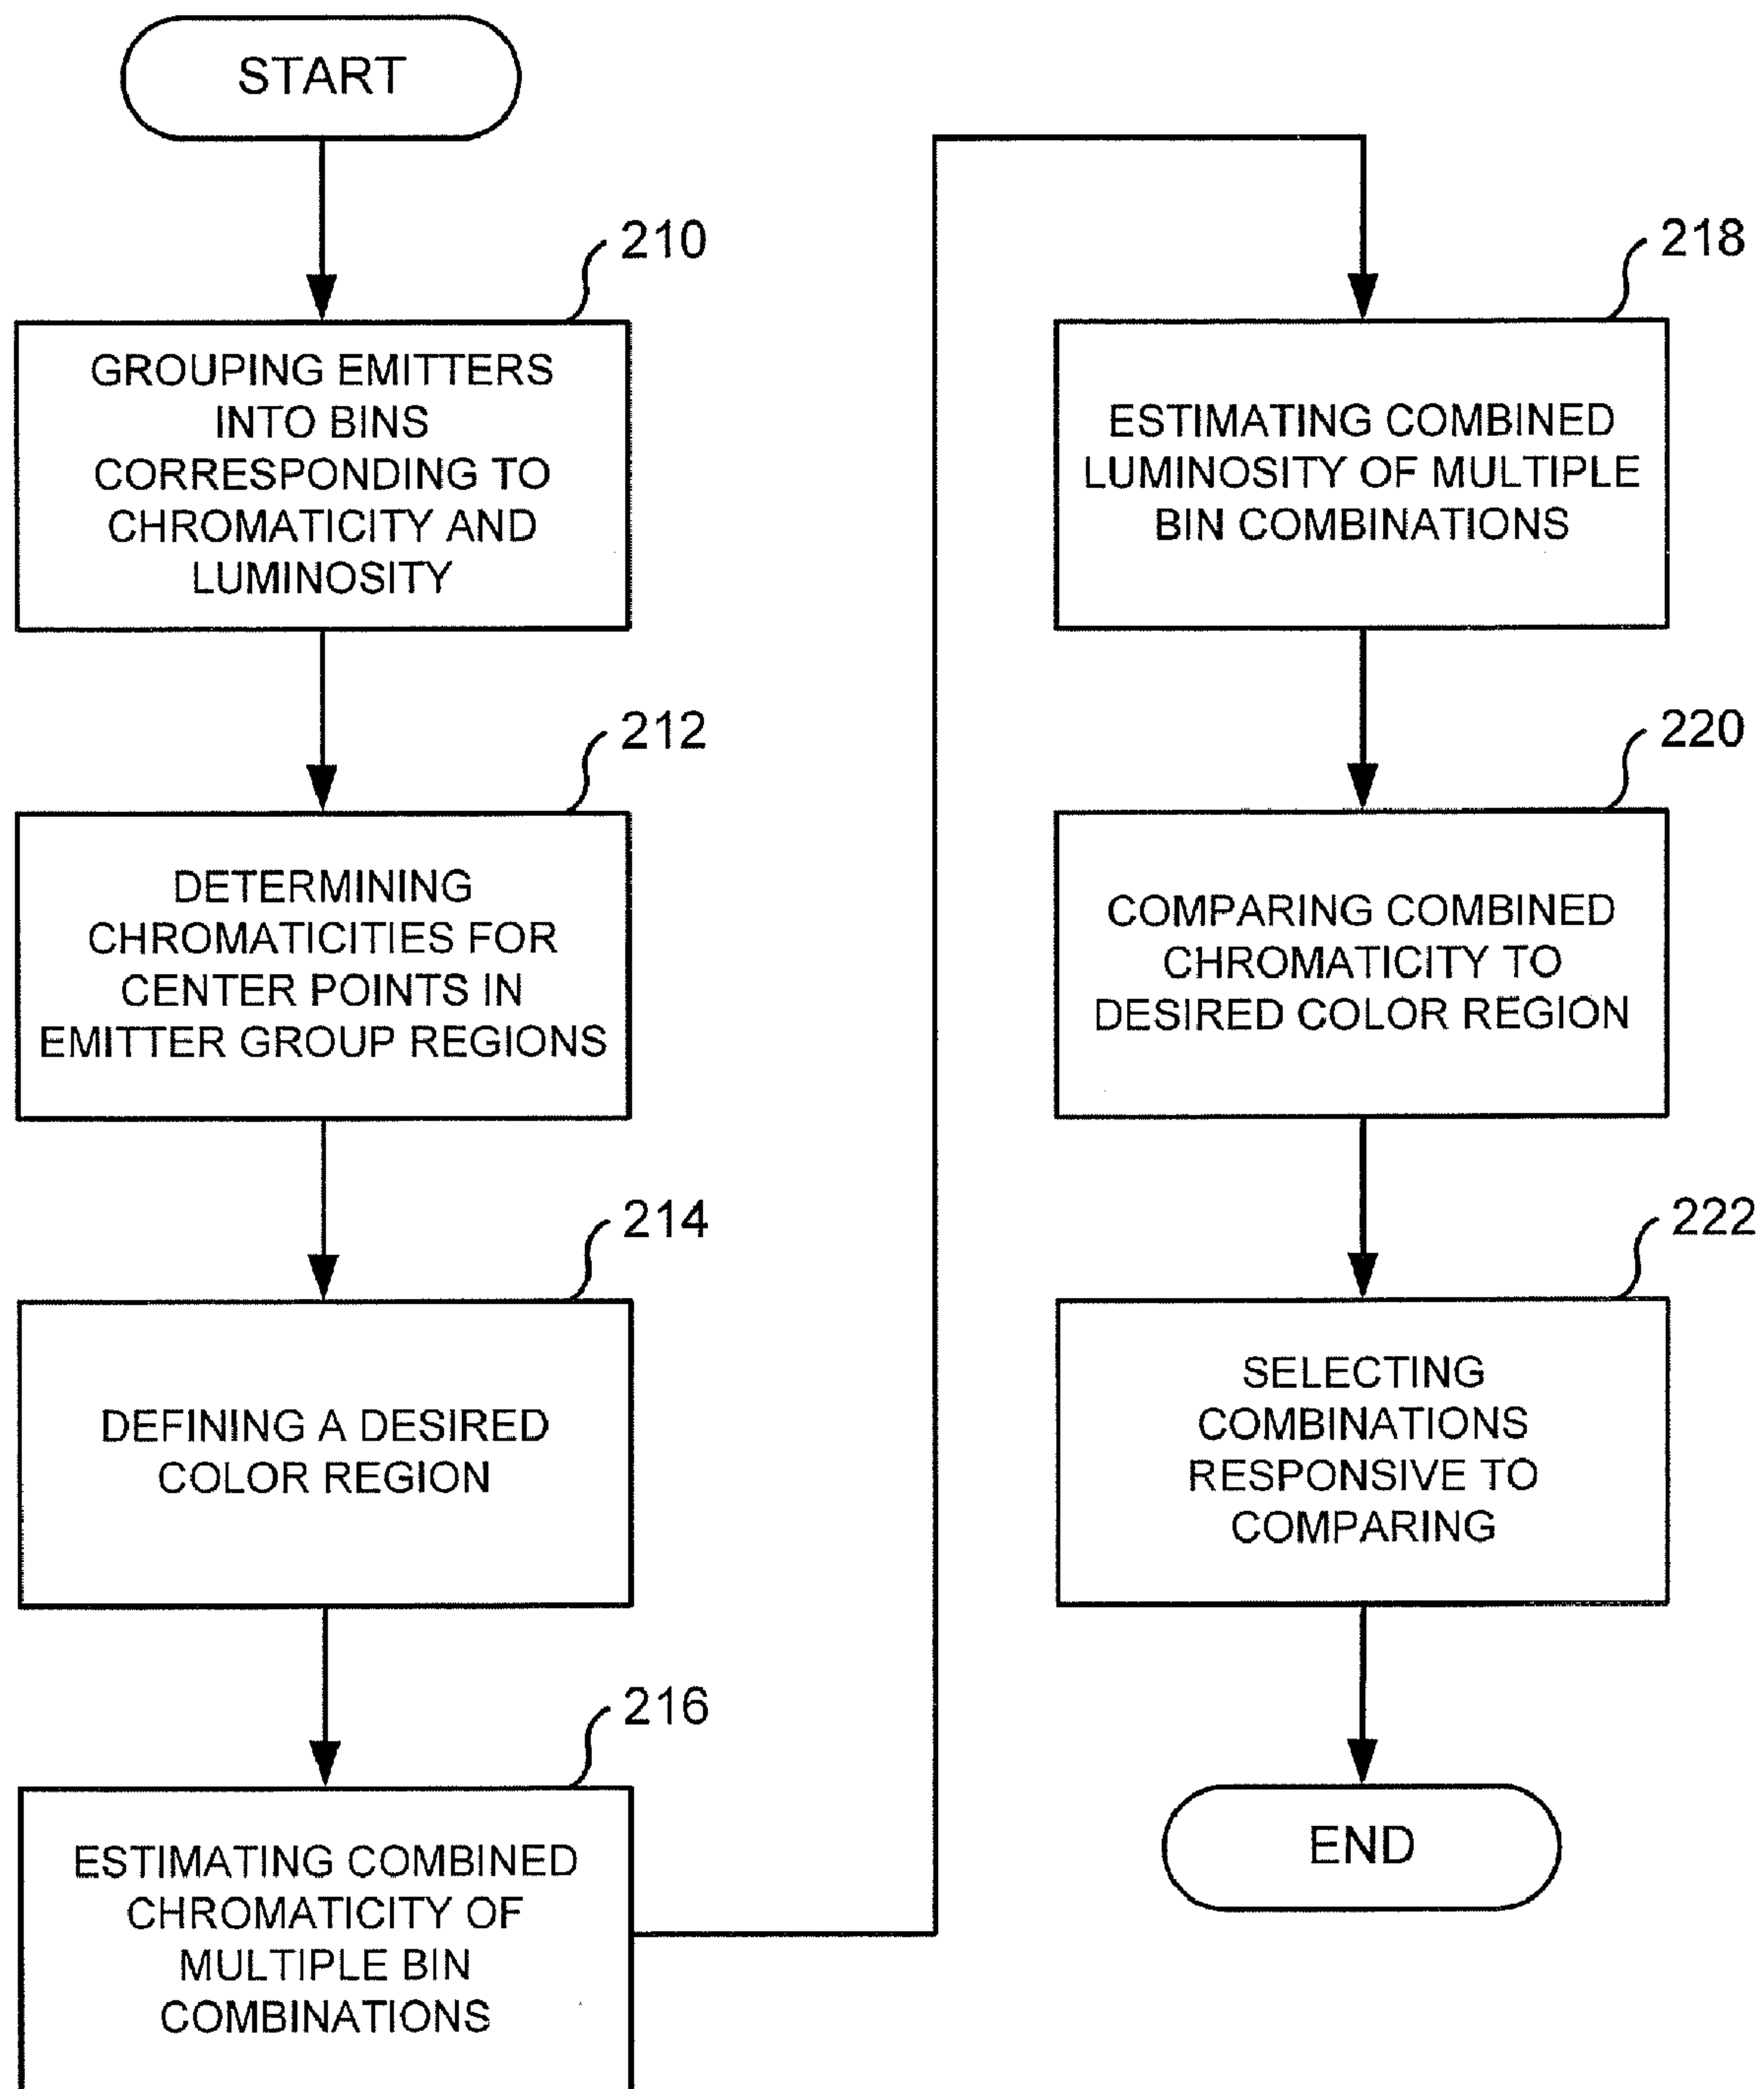 START
210
GROUPING EMITTERS
INTO BINS
CORRESPONDING TO
CHROMATICITY AND
LUMINOSITY
212
DETERMINING
CHROMATICITIES FOR
CENTER POINTS IN
EMITTER GROUP REGIONS
214
DEFINING A DESIRED
COLOR REGION
216
ESTIMATING COMBINED
CHROMATICITY OF
MULTIPLE BIN
COMBINATIONS
218
ESTIMATING COMBINED
LUMINOSITY OF MULTIPLE
BIN COMBINATIONS
220
COMPARING COMBINED
CHROMATICITY TO
DESIRED COLOR REGION
222
SELECTING
COMBINATIONS
RESPONSIVE TO
COMPARING
END